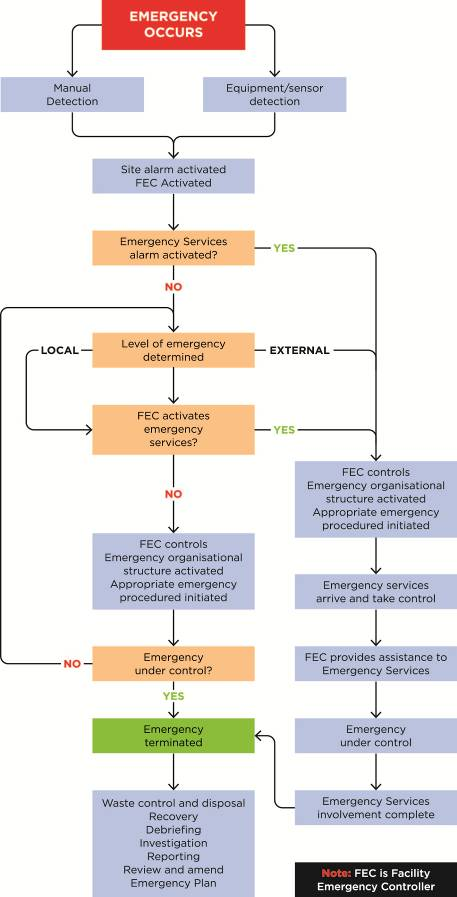 EMERGENCY
OCCURS
Manual
Detection
Equipment/sensor
detection
Site alarm activated
FEC Activated
Emergency Services
alarm activated?
YES
NO
LOCAL
Level of emergency
determined
EXTERNAL
FEC activates
emergency
services?
YES
NO
FEC controls
Emergency organisational
structure activated
Appropriate emergency
procedured initiated
FEC controls
Emergency organisational
structure activated
Appropriate emergency
procedured initiated
Emergency services
arrive and take control
NO
Emergency
under control?
FEC provides assistance to
Emergency Services
YES
Emergency
terminated
Emergency
under control
Waste control and disposal
Recovery
Debriefing
Investigation
Reporting
Review and amend
Emergency Plan
Emergency Services
involvement complete
Note: FEC is Facility
Emergency Controller